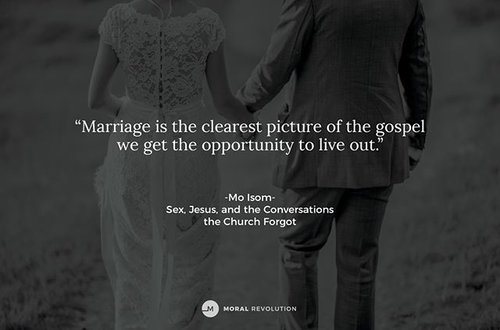 “Marriage is the clearest picture of the gospel
we get the opportunity to live out.”
-Mo Isom-
Sex, Jesus, and the Conversations
the Church Forgot
M MORAL REVOLUTION